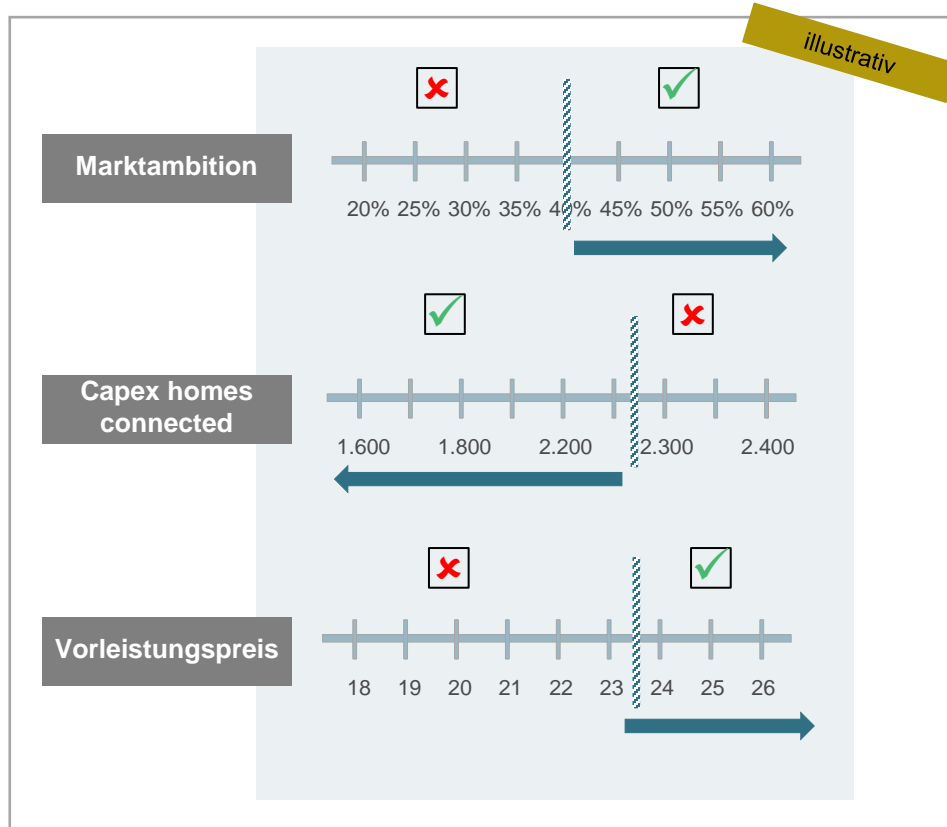 illustrativ
Marktambition
20% 25% 30% 35% 40% 45% 50% 55% 60%
Capex homes
connected
1.600 1.800 2.200 2.300 2.400
Vorleistungspreis
18 19 20 21 22 23 24 25 26